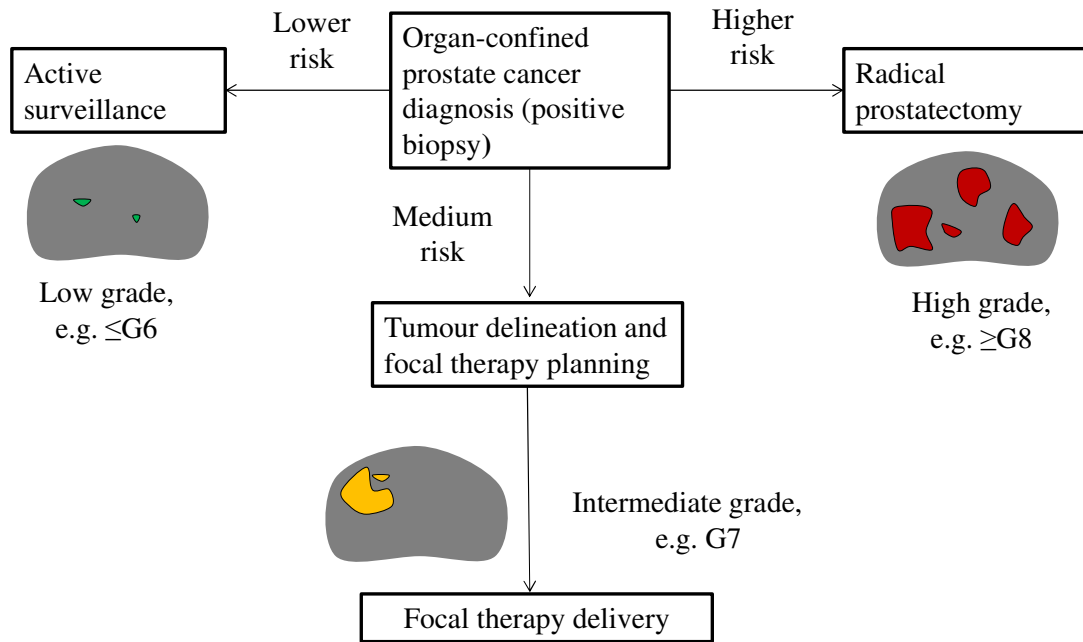 Lower
risk
Organ-confined
prostate cancer
diagnosis (positive
biopsy)
Higher
risk
Active
surveillance
Radical
prostatectomy
Medium
risk
Low grade,
e.g. ≤G6
High grade,
e.g. ≥G8
Tumour delineation and
focal therapy planning
Intermediate grade,
e.g. G7
Focal therapy delivery